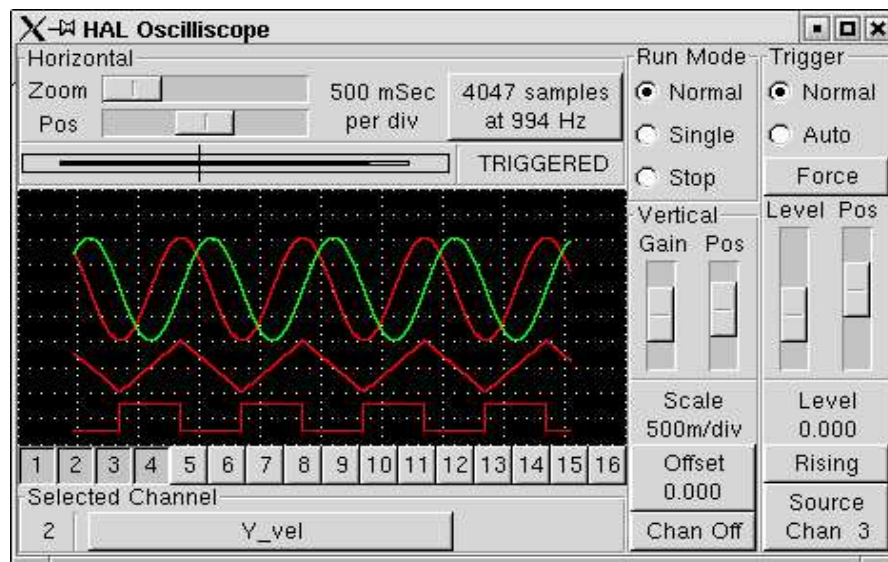 HAL Oscilliscope
Horizontal
Zoom
Pos
500 mSec
per div
4047 samples
at 994 Hz
TRIGGERED
Run Mode
Normal
Single
Stop
Trigger
Normal
Auto
Force
Vertical
Gain Pos
Level Pos
Scale
500m/div
Level
0.000
1 2 3 4 5 6 7 8 9 10 11 12 13 14 15 16
Offset
0.000
Rising
Selected Channel
2 Y_vel
Chan Off
Source
Chan 3